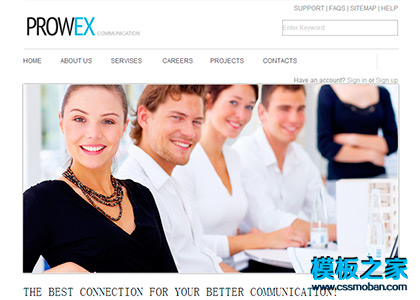 SUPPORT | FAQS | SITEMAP | HELP
PROWEX COMMUNICATION
Enter Keyword
HOME ABOUT US SERVISES CAREERS PROJECTS CONTACTS
Have an account? Sign in or Sign up
THE BEST CONNECTION FOR YOUR BETTER COMMUNICATION!
模板之家
www.cssmoban.com